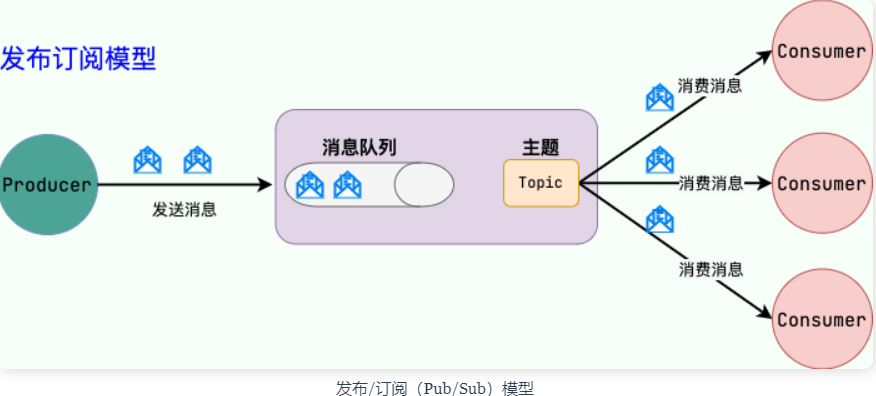 发布订阅模型
Producer
发送消息
消息队列
主题
Topic
消费消息
Consumer
消费消息
Consumer
消费消息
Consumer
发布/订阅（Pub/Sub）模型